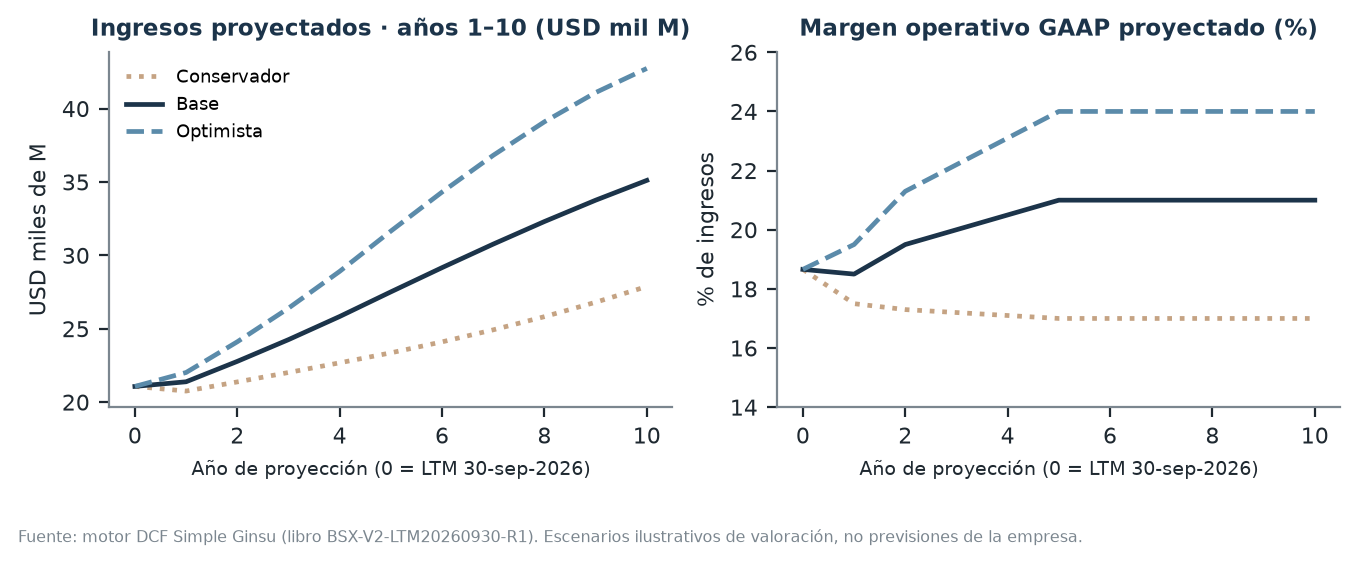 Ingresos proyectados · años 1–10 (USD mil M)
USD miles de M
40
35
30
25
20
Conservador
Base
Optimista
0 2 4 6 8 10
Año de proyección (0 = LTM 30-sep-2026)
Margen operativo GAAP proyectado (%)
% de ingresos
26
24
22
20
18
16
14
0 2 4 6 8 10
Año de proyección (0 = LTM 30-sep-2026)
Fuente: motor DCF Simple Ginsu (libro BSX-V2-LTM20260930-R1). Escenarios ilustrativos de valoración, no previsiones de la empresa.